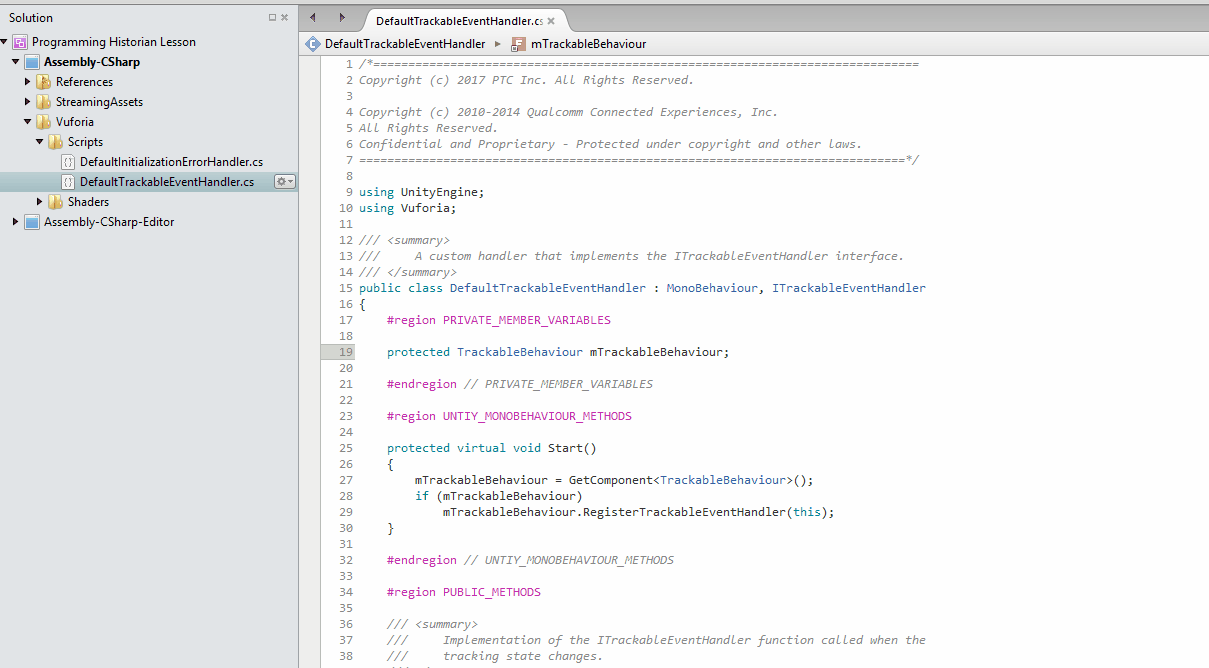 Solution
Programming Historian Lesson
Assembly-CSharp
References
StreamingAssets
Vuforia
Scripts
DefaultInitializationErrorHandler.cs
DefaultTrackableEventHandler.cs
Shaders
Assembly-CSharp-Editor
DefaultTrackableEventHandler.cs
DefaultTrackableEventHandler mTrackableBehaviour
1 /*==============================================================================
2 Copyright (c) 2017 PTC Inc. All Rights Reserved.
3
4 Copyright (c) 2010-2014 Qualcomm Connected Experiences, Inc.
5 All Rights Reserved.
6 Confidential and Proprietary - Protected under copyright and other laws.
7 ==============================================================================*/
8
9 using UnityEngine;
10 using Vuforia;
11
12 /// <summary>
13 ///     A custom handler that implements the ITrackableEventHandler interface.
14 /// </summary>
15 public class DefaultTrackableEventHandler : MonoBehaviour, ITrackableEventHandler
16 {
17     #region PRIVATE_MEMBER_VARIABLES
18
19     protected TrackableBehaviour mTrackableBehaviour;
20
21     #endregion // PRIVATE_MEMBER_VARIABLES
22
23     #region UNTIY_MONOBEHAVIOUR_METHODS
24
25     protected virtual void Start()
26     {
27         mTrackableBehaviour = GetComponent<TrackableBehaviour>();
28         if (mTrackableBehaviour)
29             mTrackableBehaviour.RegisterTrackableEventHandler(this);
30     }
31
32     #endregion // UNTIY_MONOBEHAVIOUR_METHODS
33
34     #region PUBLIC_METHODS
35
36     /// <summary>
37     ///     Implementation of the ITrackableEventHandler function called when the
38     ///     tracking state changes.